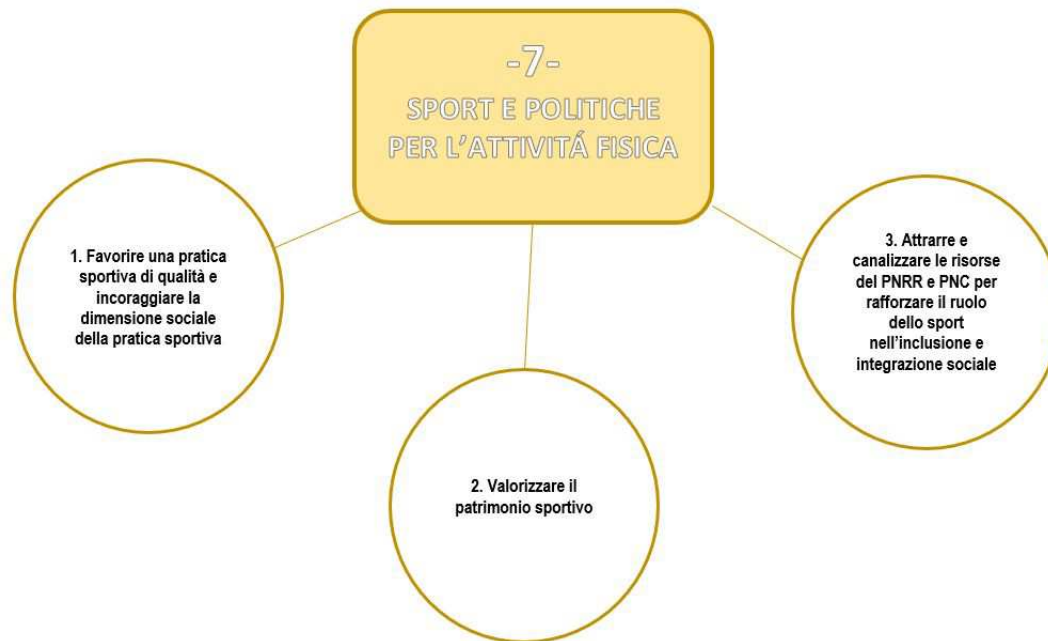 -7-
SPORT E POLITICHE
PER L'ATTIVITÁ FISICA
1. Favorire una pratica
sportiva di qualità e
incoraggiare la
dimensione sociale
della pratica sportiva
2. Valorizzare il
patrimonio sportivo
3. Attrarre e
canalizzare le risorse
del PNRR e PNC per
rafforzare il ruolo
dello sport
nell'inclusione e
integrazione sociale